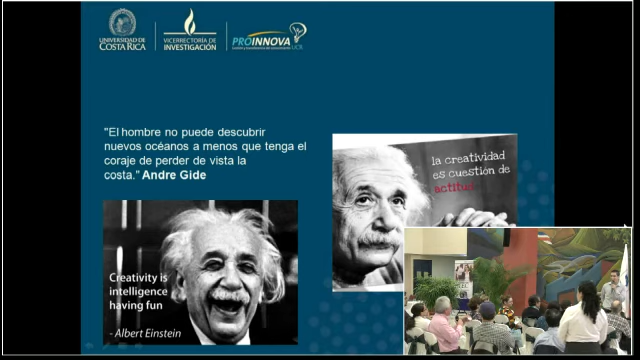 UNIVERSIDAD DE
COSTA RICA
VICERRECTORÍA DE
INVESTIGACIÓN
PROINNOVA
UCR
"El hombre no puede descubrir
nuevos océanos a menos que tenga el
coraje de perder de vista la
costa." Andre Gide
la creatividad
es cuestión de
actitud
Creativity is
intelligence
having fun
- Albert Einstein